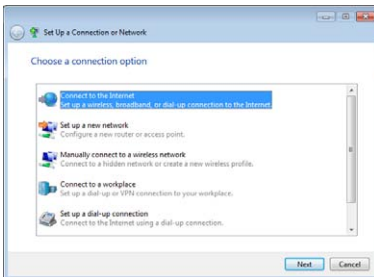 Set Up a Connection or Network
Choose a connection option
Connect to the Internet
Set up a wireless, broadband, or dial-up connection to the Internet.
Set up a new network
Configure a new router or access point.
Manually connect to a wireless network
Connect to a hidden network or create a new wireless profile.
Connect to a workplace
Set up a dial-up or VPN connection to your workplace.
Set up a dial-up connection
Connect to the Internet using a dial-up connection.
Next
Cancel